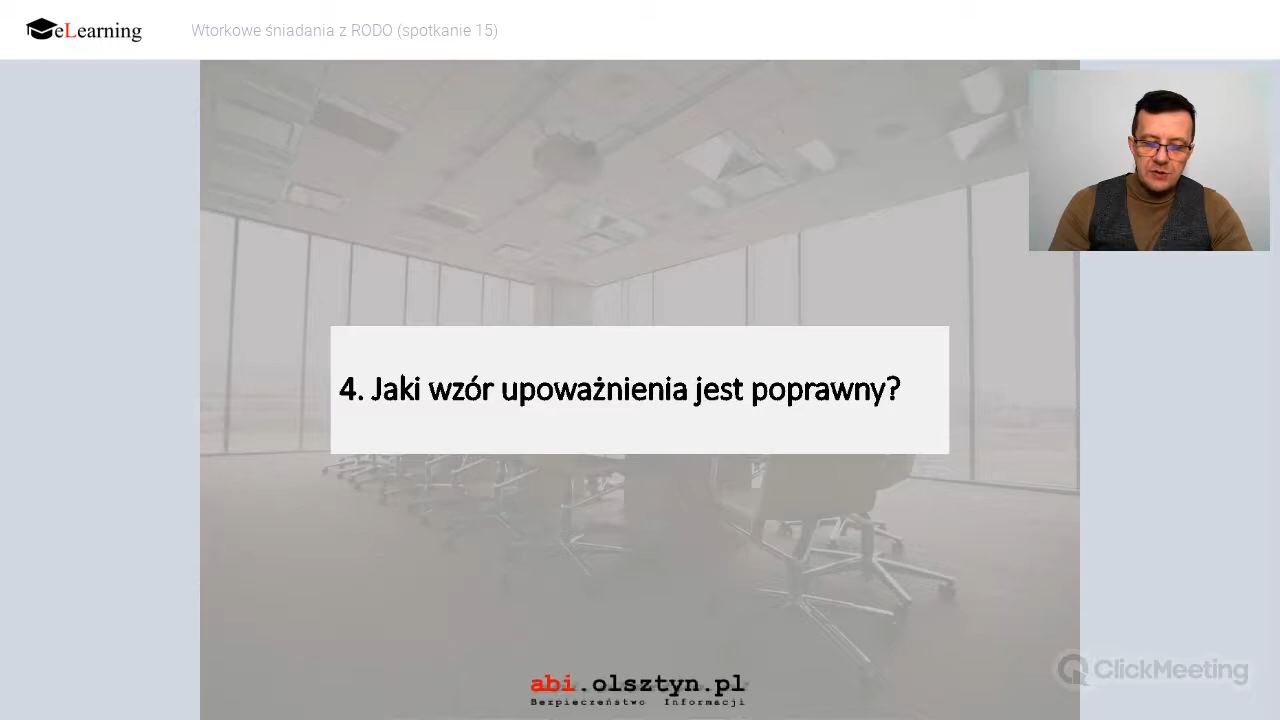 eLearning
Wtorkowe śniadania z RODO (spotkanie 15)
4. Jaki wzór upoważnienia jest poprawny?
abi.olsztyn.pl
Bezpieczeństwo Informacji
ClickMeeting